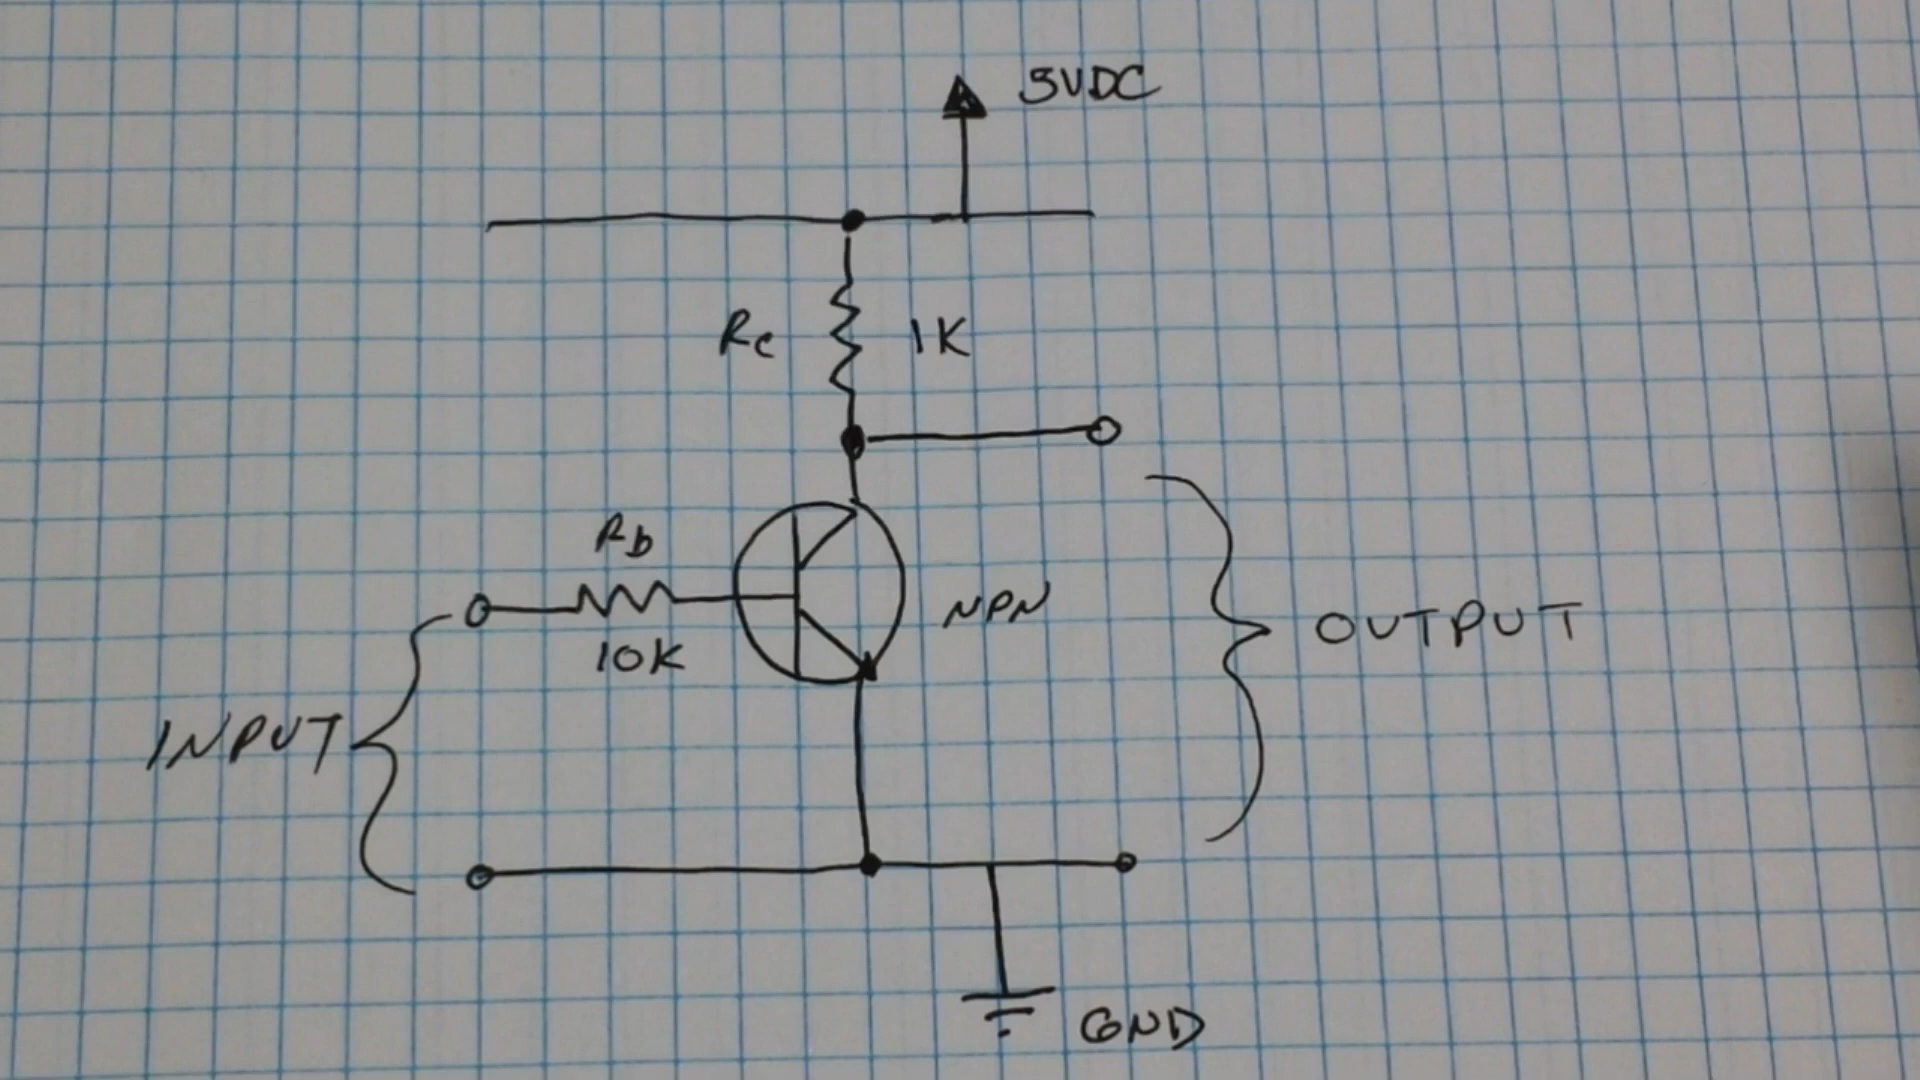 5VDC
Rc
1K
Rb
10K
NPN
OUTPUT
INPUT
GND